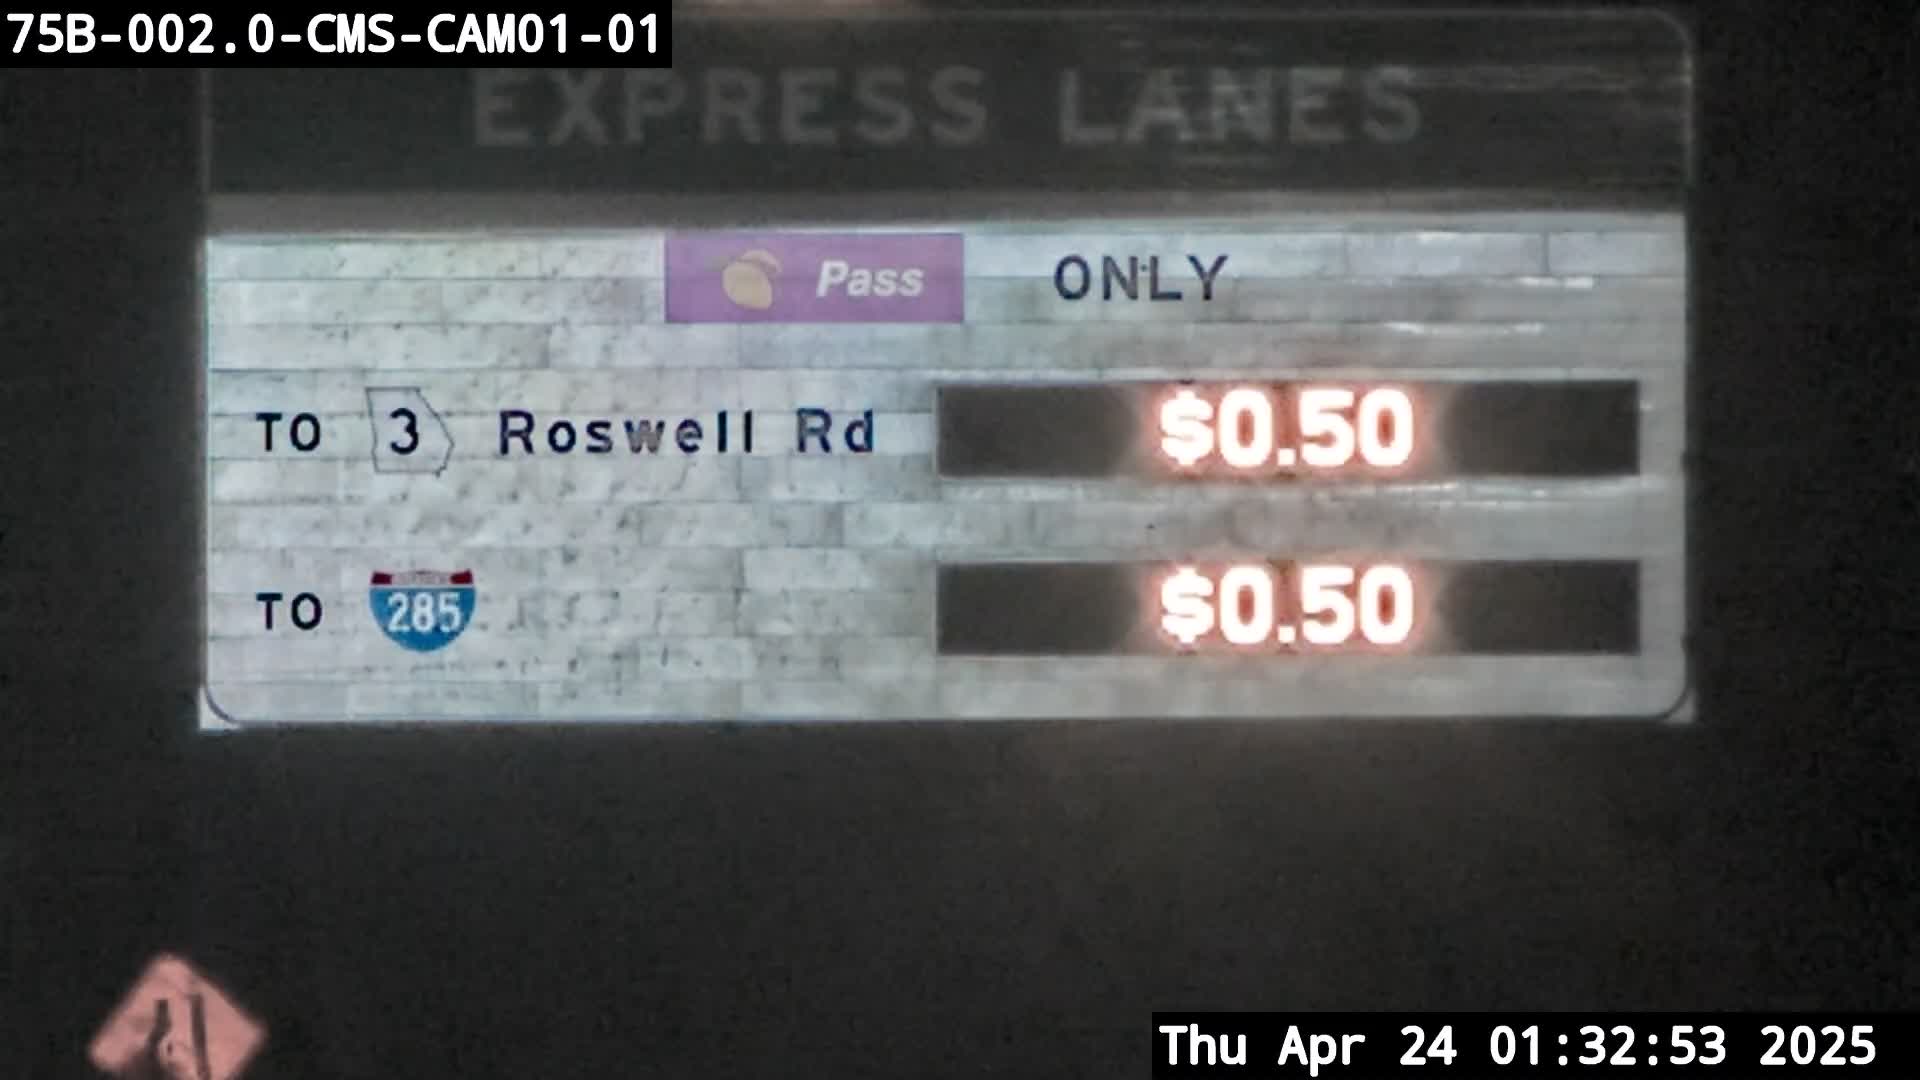 75B-002.0-CMS-CAM01-01
EXPRESS LANES
Pass ONLY
TO 3 Roswell Rd $0.50
TO 285 $0.50
Thu Apr 24 01:32:53 2025